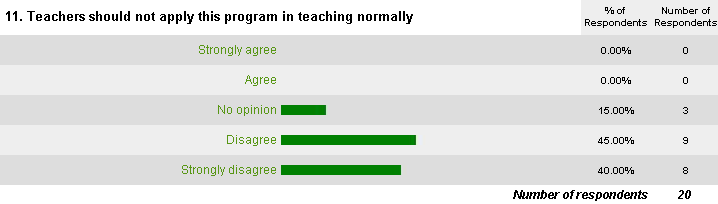 11. Teachers should not apply this program in teaching normally
% of Respondents
Number of Respondents
Strongly agree 0.00% 0
Agree 0.00% 0
No opinion 15.00% 3
Disagree 45.00% 9
Strongly disagree 40.00% 8
Number of respondents 20